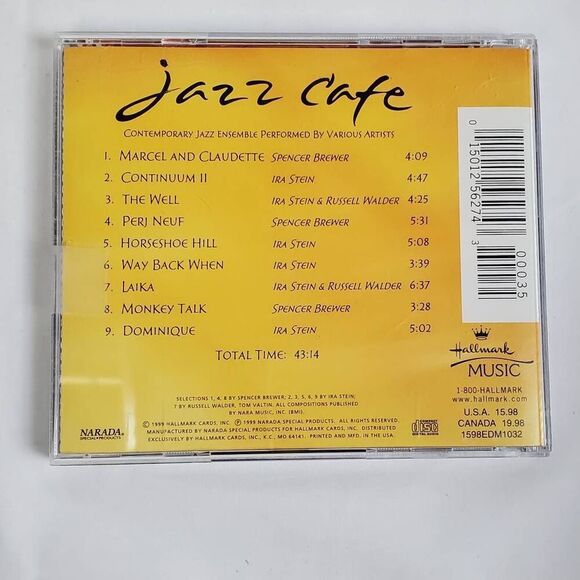 jazz Cafe
Contemporary Jazz Ensemble Performed By Various Artists
1. Marcel and Claudette Spencer Brewer 4:09
2. Continuum II Ira Stein 4:47
3. The Well Ira Stein & Russell Walder 4:25
4. Perj Neuf Spencer Brewer 5:31
5. Horseshoe Hill Ira Stein 5:08
6. Way Back When Ira Stein 3:39
7. Laika Ira Stein & Russell Walder 6:37
8. Monkey Talk Spencer Brewer 3:28
9. Dominique Ira Stein 5:02
Total Time: 43:14
0 15012 56274 3
00035
Hallmark
MUSIC
1-800-HALLMARK
www.hallmark.com
U.S.A. 15.98
CANADA 19.98
1598EDM1032
SELECTIONS 1, 4, 8 BY SPENCER BREWER; 2, 3, 5, 6, 9 BY IRA STEIN;
7 BY RUSSELL WALDER, TOM VALTIN. ALL COMPOSITIONS PUBLISHED
BY NARA MUSIC, INC. (BMI).
© 1999 HALLMARK CARDS, INC. ℗ 1999 NARADA SPECIAL PRODUCTS. ALL RIGHTS RESERVED.
MANUFACTURED BY NARADA SPECIAL PRODUCTS FOR HALLMARK CARDS, INC. DISTRIBUTED
EXCLUSIVELY BY HALLMARK CARDS, INC., K.C., MO 64141. PRINTED AND MFD. IN THE USA.
NARADA
SPECIAL PRODUCTS
COMPACT
disc
DIGITAL AUDIO